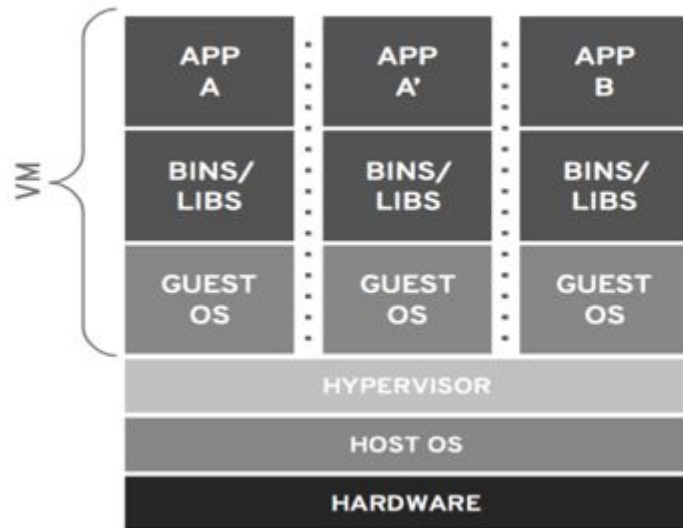 VM
APP
A
APP
A’
APP
B
BINS/
LIBS
BINS/
LIBS
BINS/
LIBS
GUEST
OS
GUEST
OS
GUEST
OS
HYPERVISOR
HOST OS
HARDWARE